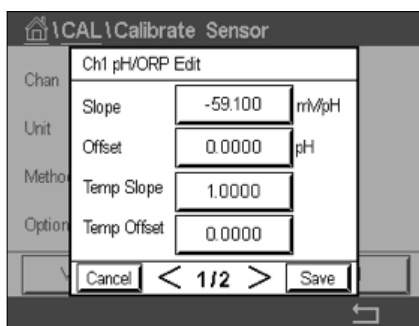 \CAL\Calibrate Sensor
Ch1 pH/ORP Edit
Chan
Slope -59.100 mV/pH
Unit
Offset 0.0000 pH
Temp Slope 1.0000
Option
Temp Offset 0.0000
Cancel < 1/2 > Save